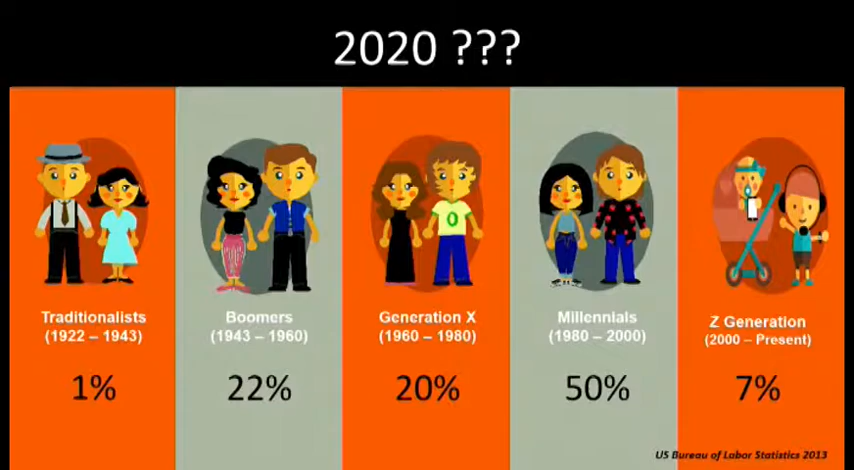 2020 ???
Traditionalists
(1922 – 1943)
1%
Boomers
(1943 – 1960)
22%
Generation X
(1960 – 1980)
20%
Millennials
(1980 – 2000)
50%
Z Generation
(2000 – Present)
7%
US Bureau of Labor Statistics 2013